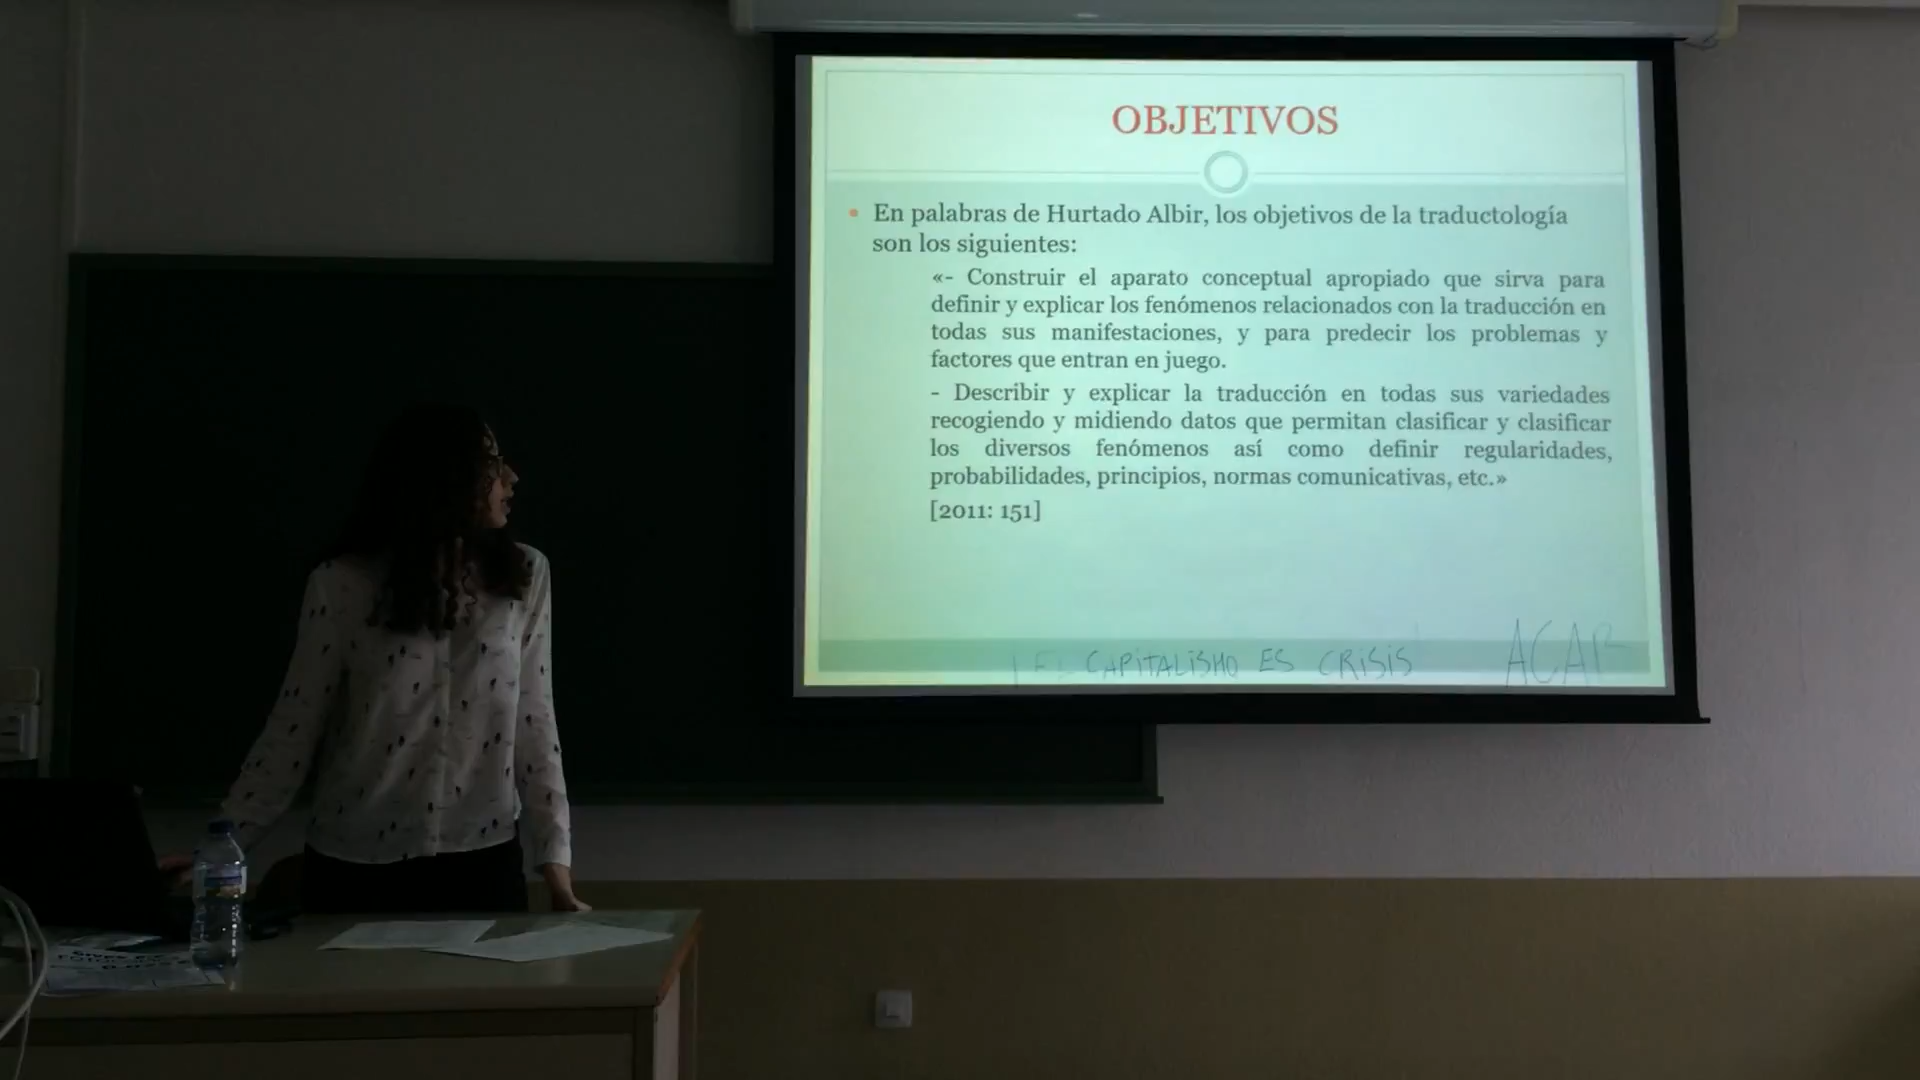 OBJETIVOS
• En palabras de Hurtado Albir, los objetivos de la traductología
son los siguientes:
«- Construir el aparato conceptual apropiado que sirva para
definir y explicar los fenómenos relacionados con la traducción en
todas sus manifestaciones, y para predecir los problemas y
factores que entran en juego.
- Describir y explicar la traducción en todas sus variedades
recogiendo y midiendo datos que permitan clasificar y clasificar
los diversos fenómenos así como definir regularidades,
probabilidades, principios, normas comunicativas, etc.»
[2011: 151]
EL CAPITALISMO ES CRISIS
ACAB